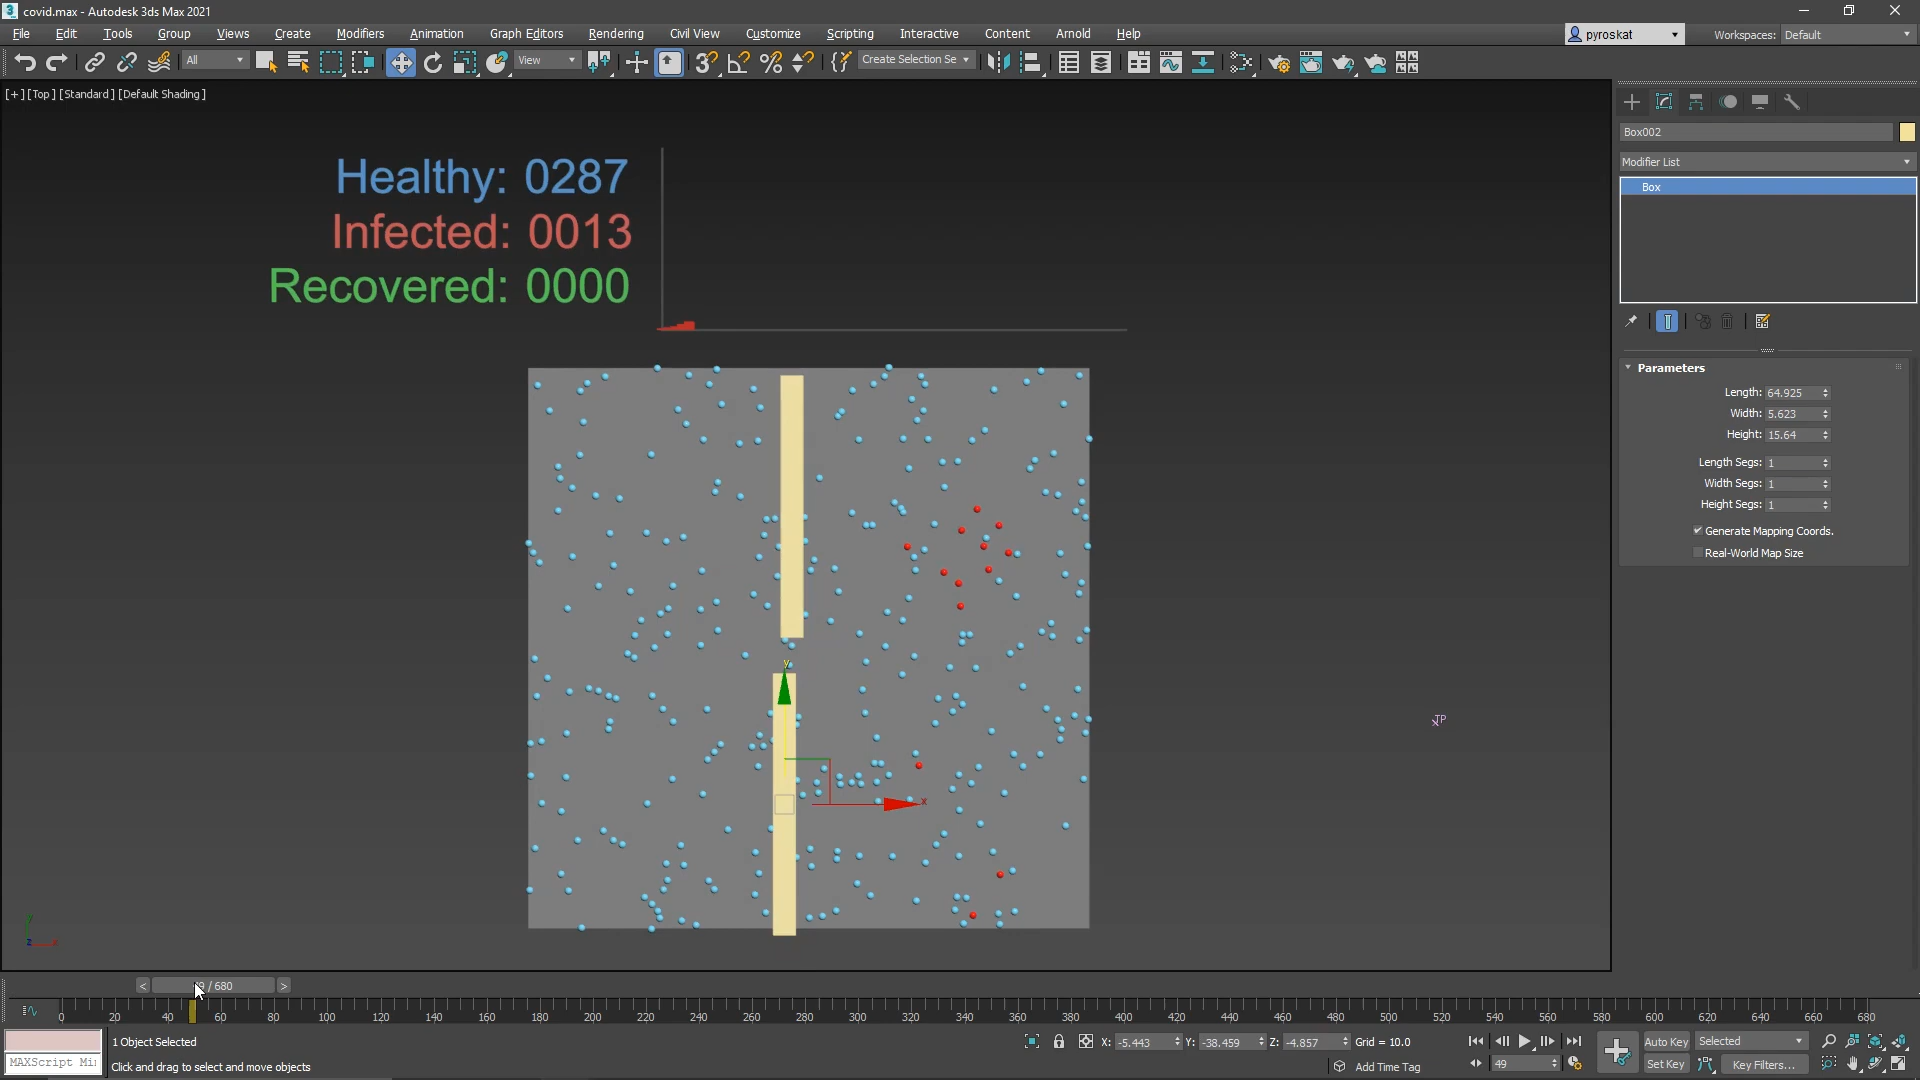 covid.max - Autodesk 3ds Max 2021
File Edit Tools Group Views Create Modifiers Animation Graph Editors Rendering Civil View Customize Scripting Interactive Content Arnold Help
pyroskat
Workspaces: Default
All
View
Create Selection Se
[+] [Top] [Standard] [Default Shading]
Healthy: 0287
Infected: 0013
Recovered: 0000
y
x
TP
y
z x
Box002
Modifier List
Box
Parameters
Length: 64.925
Width: 5.623
Height: 15.64
Length Segs: 1
Width Segs: 1
Height Segs: 1
Generate Mapping Coords.
Real-World Map Size
< 9 / 680 >
0 20 40 60 80 100 120 140 160 180 200 220 240 260 280 300 320 340 360 380 400 420 440 460 480 500 520 540 560 580 600 620 640 660 680
1 Object Selected
X: -5.443 Y: -38.459 Z: -4.857 Grid = 10.0
Auto Key Selected
MAXScript Mi
Click and drag to select and move objects
Add Time Tag
49
Set Key Key Filters...